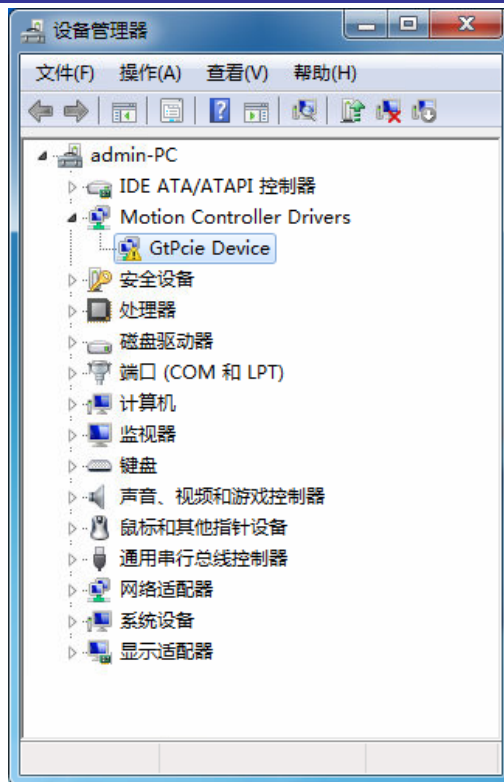 设备管理器
文件(F) 操作(A) 查看(V) 帮助(H)
admin-PC
IDE ATA/ATAPI 控制器
Motion Controller Drivers
GtPcie Device
安全设备
处理器
磁盘驱动器
端口 (COM 和 LPT)
计算机
监视器
键盘
声音、视频和游戏控制器
鼠标和其他指针设备
通用串行总线控制器
网络适配器
系统设备
显示适配器